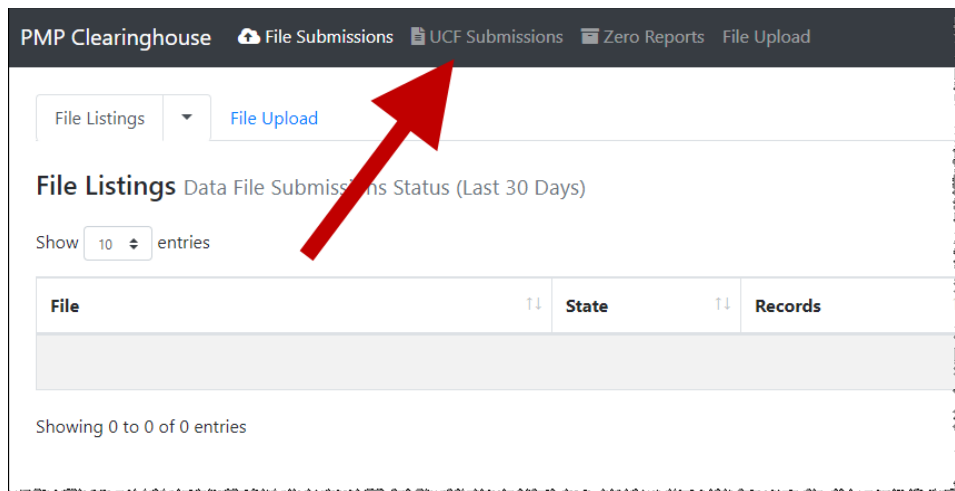 PMP Clearinghouse File Submissions UCF Submissions Zero Reports File Upload
File Listings File Upload
File Listings Data File Submissions Status (Last 30 Days)
Show 10 entries
File State Records
Showing 0 to 0 of 0 entries